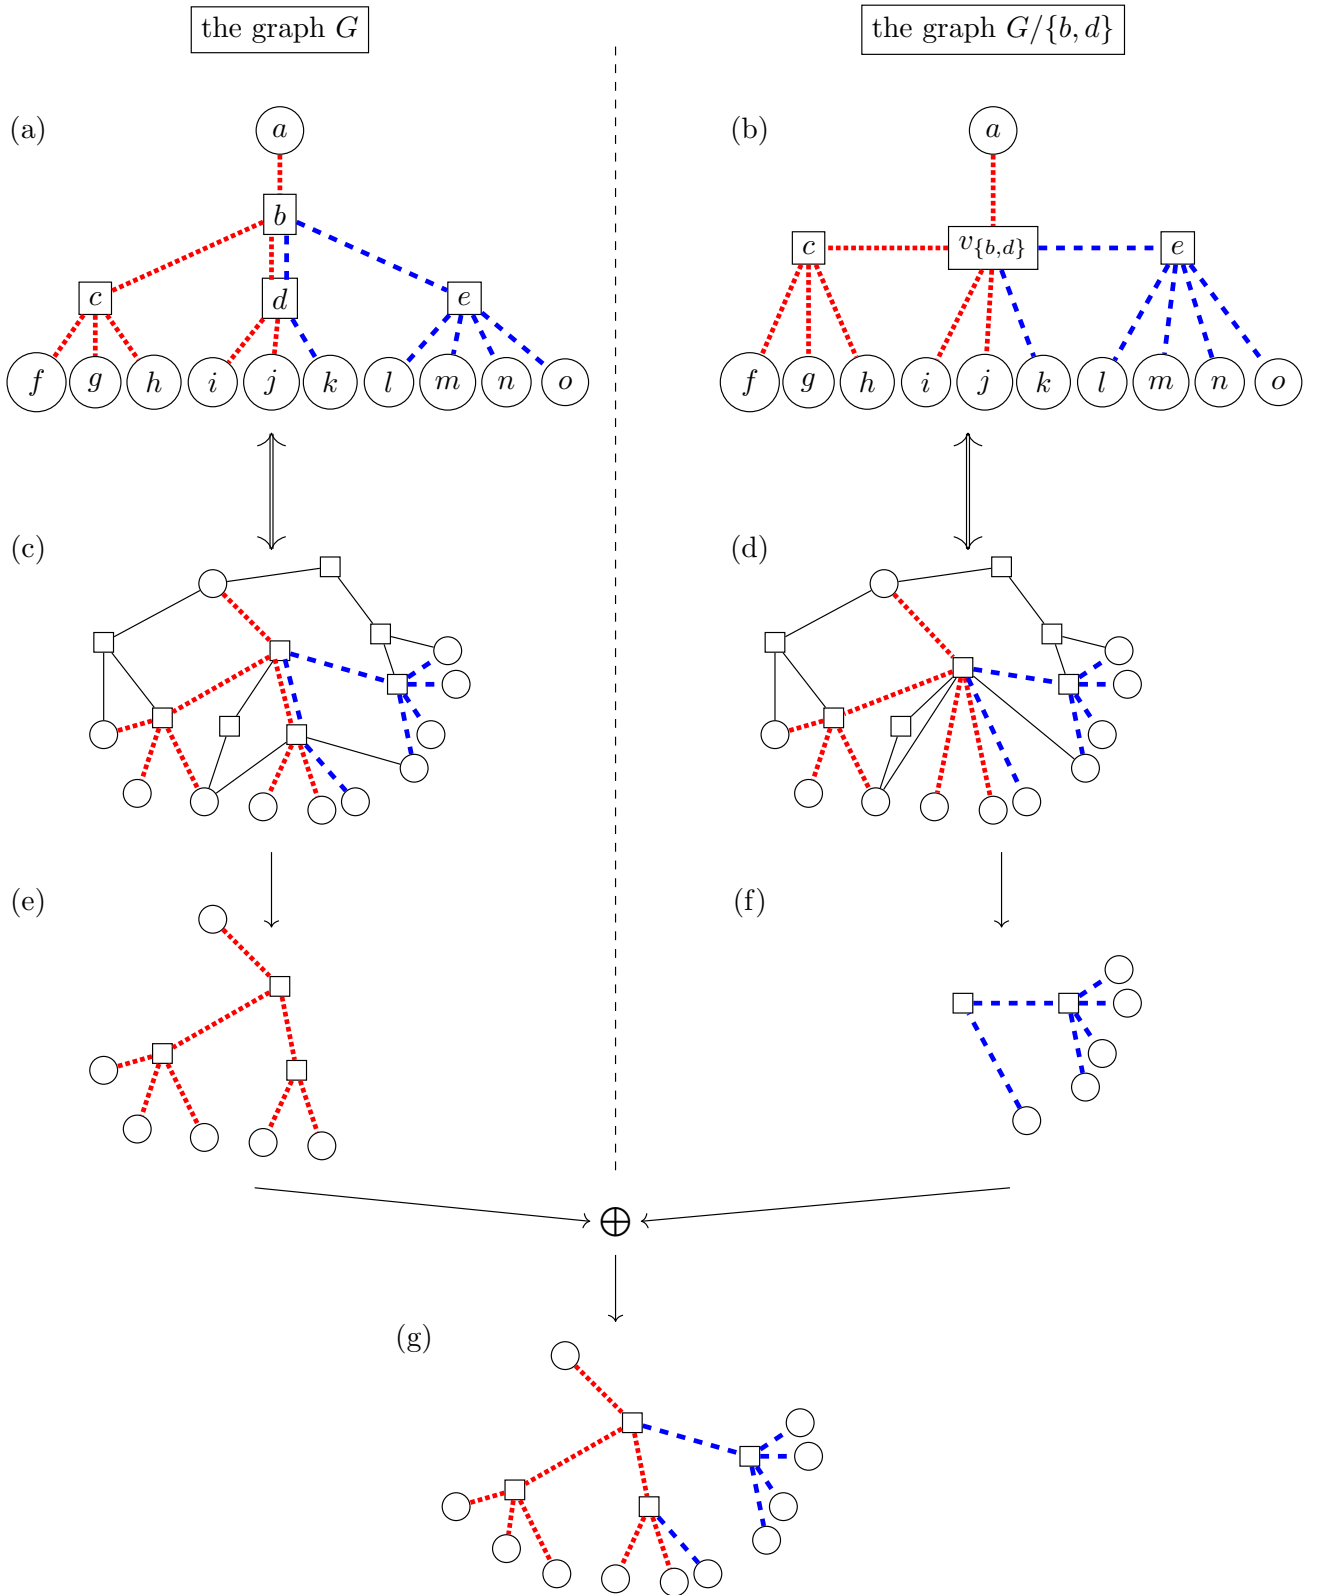 the graph G
the graph G/{b, d}
(a)
a
b
c
d
e
f g h i j k l m n o
(b)
a
c
v{b,d}
e
f g h i j k l m n o
(c)
(d)
(e)
(f)
⊕
(g)